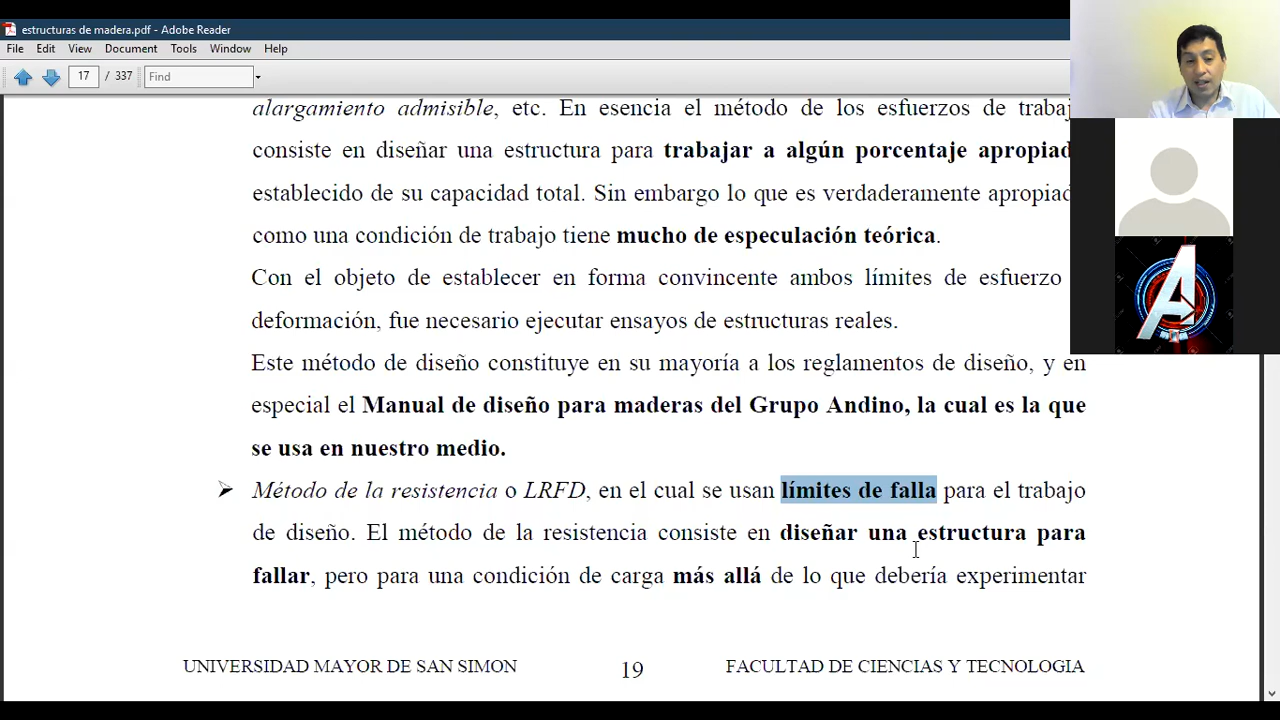 estructuras de madera.pdf - Adobe Reader
File Edit View Document Tools Window Help
17 / 337 Find
alargamiento admisible, etc. En esencia el método de los esfuerzos de
consiste en diseñar una estructura para trabajar a algún porcentaje
establecido de su capacidad total. Sin embargo lo que es verdaderamente
como una condición de trabajo tiene mucho de especulación teórica.
Con el objeto de establecer en forma convincente ambos límites de esfuerzo
deformación, fue necesario ejecutar ensayos de estructuras reales.
Este método de diseño constituye en su mayoría a los reglamentos de diseño, y en
especial el Manual de diseño para maderas del Grupo Andino, la cual es la que
se usa en nuestro medio.
➢ Método de la resistencia o LRFD, en el cual se usan límites de falla para el trabajo
de diseño. El método de la resistencia consiste en diseñar una estructura para
fallar, pero para una condición de carga más allá de lo que debería experimentar
UNIVERSIDAD MAYOR DE SAN SIMON 19 FACULTAD DE CIENCIAS Y TECNOLOGIA